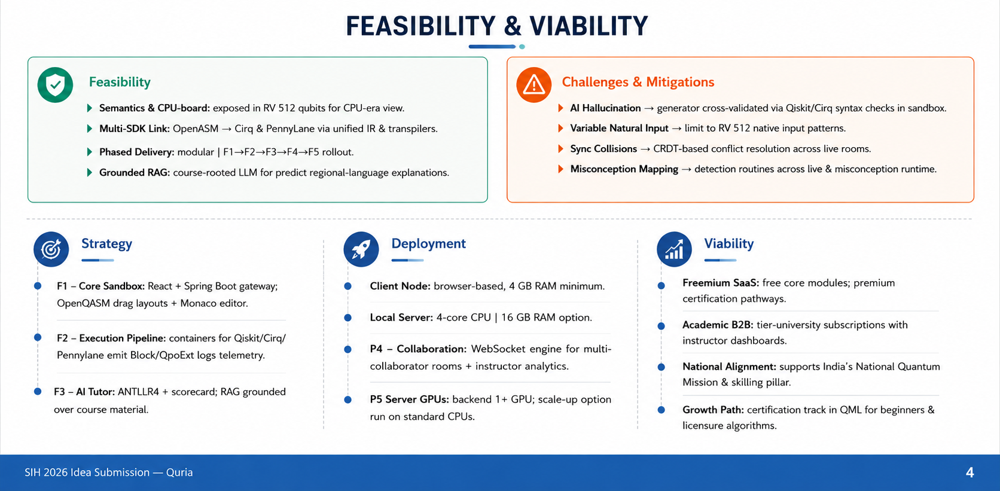 FEASIBILITY & VIABILITY
Feasibility
Semantics & CPU-board: exposed in RV 512 qubits for CPU-era view.
Multi-SDK Link: OpenASM → Cirq & PennyLane via unified IR & transpilers.
Phased Delivery: modular | F1→F2→F3→F4→F5 rollout.
Grounded RAG: course-rooted LLM for predict regional-language explanations.
Challenges & Mitigations
AI Hallucination → generator cross-validated via Qiskit/Cirq syntax checks in sandbox.
Variable Natural Input → limit to RV 512 native input patterns.
Sync Collisions → CRDT-based conflict resolution across live rooms.
Misconception Mapping → detection routines across live & misconception runtime.
Strategy
F1 – Core Sandbox: React + Spring Boot gateway;
OpenQASM drag layouts + Monaco editor.
F2 – Execution Pipeline: containers for Qiskit/Cirq/
Pennylane emit Block/QpoExt logs telemetry.
F3 – AI Tutor: ANTLLR4 + scorecard; RAG grounded
over course material.
Deployment
Client Node: browser-based, 4 GB RAM minimum.
Local Server: 4-core CPU | 16 GB RAM option.
P4 – Collaboration: WebSocket engine for multi-
collaborator rooms + instructor analytics.
P5 Server GPUs: backend 1+ GPU; scale-up option
run on standard CPUs.
Viability
Freemium SaaS: free core modules; premium
certification pathways.
Academic B2B: tier-university subscriptions with
instructor dashboards.
National Alignment: supports India's National Quantum
Mission & skilling pillar.
Growth Path: certification track in QML for beginners &
licensure algorithms.
SIH 2026 Idea Submission — Quria
4